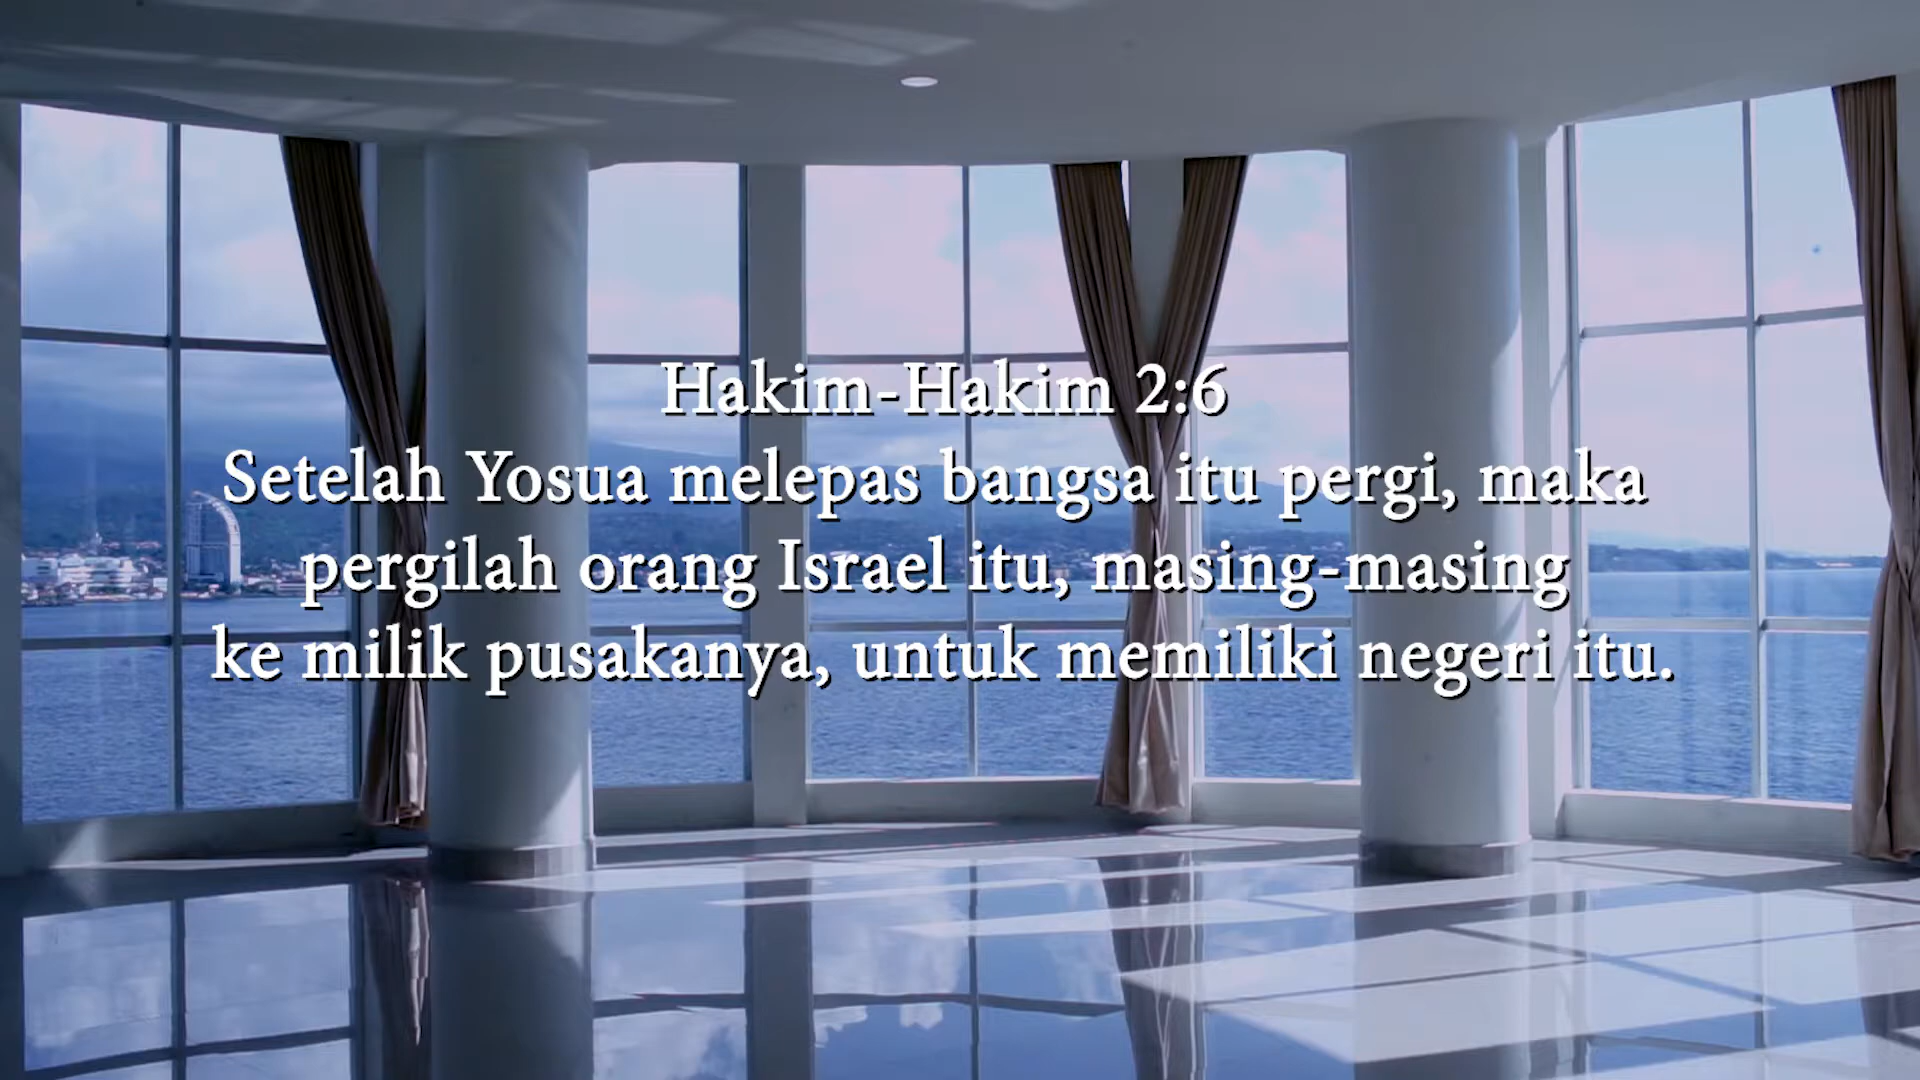 Hakim-Hakim 2:6
Setelah Yosua melepas bangsa itu pergi, maka
pergilah orang Israel itu, masing-masing
ke milik pusakanya, untuk memiliki negeri itu.